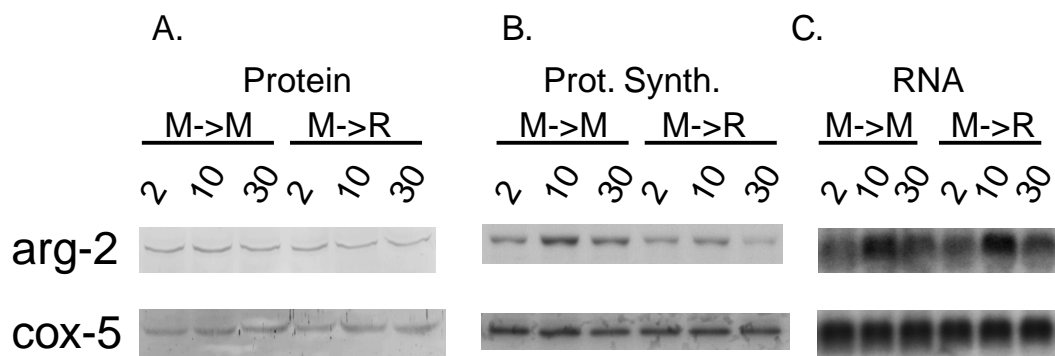 A. B. C.
Protein Prot. Synth. RNA
M->M M->R M->M M->R M->M M->R
2 10 30 2 10 30 2 10 30 2 10 30 2 10 30 2 10 30
arg-2
cox-5